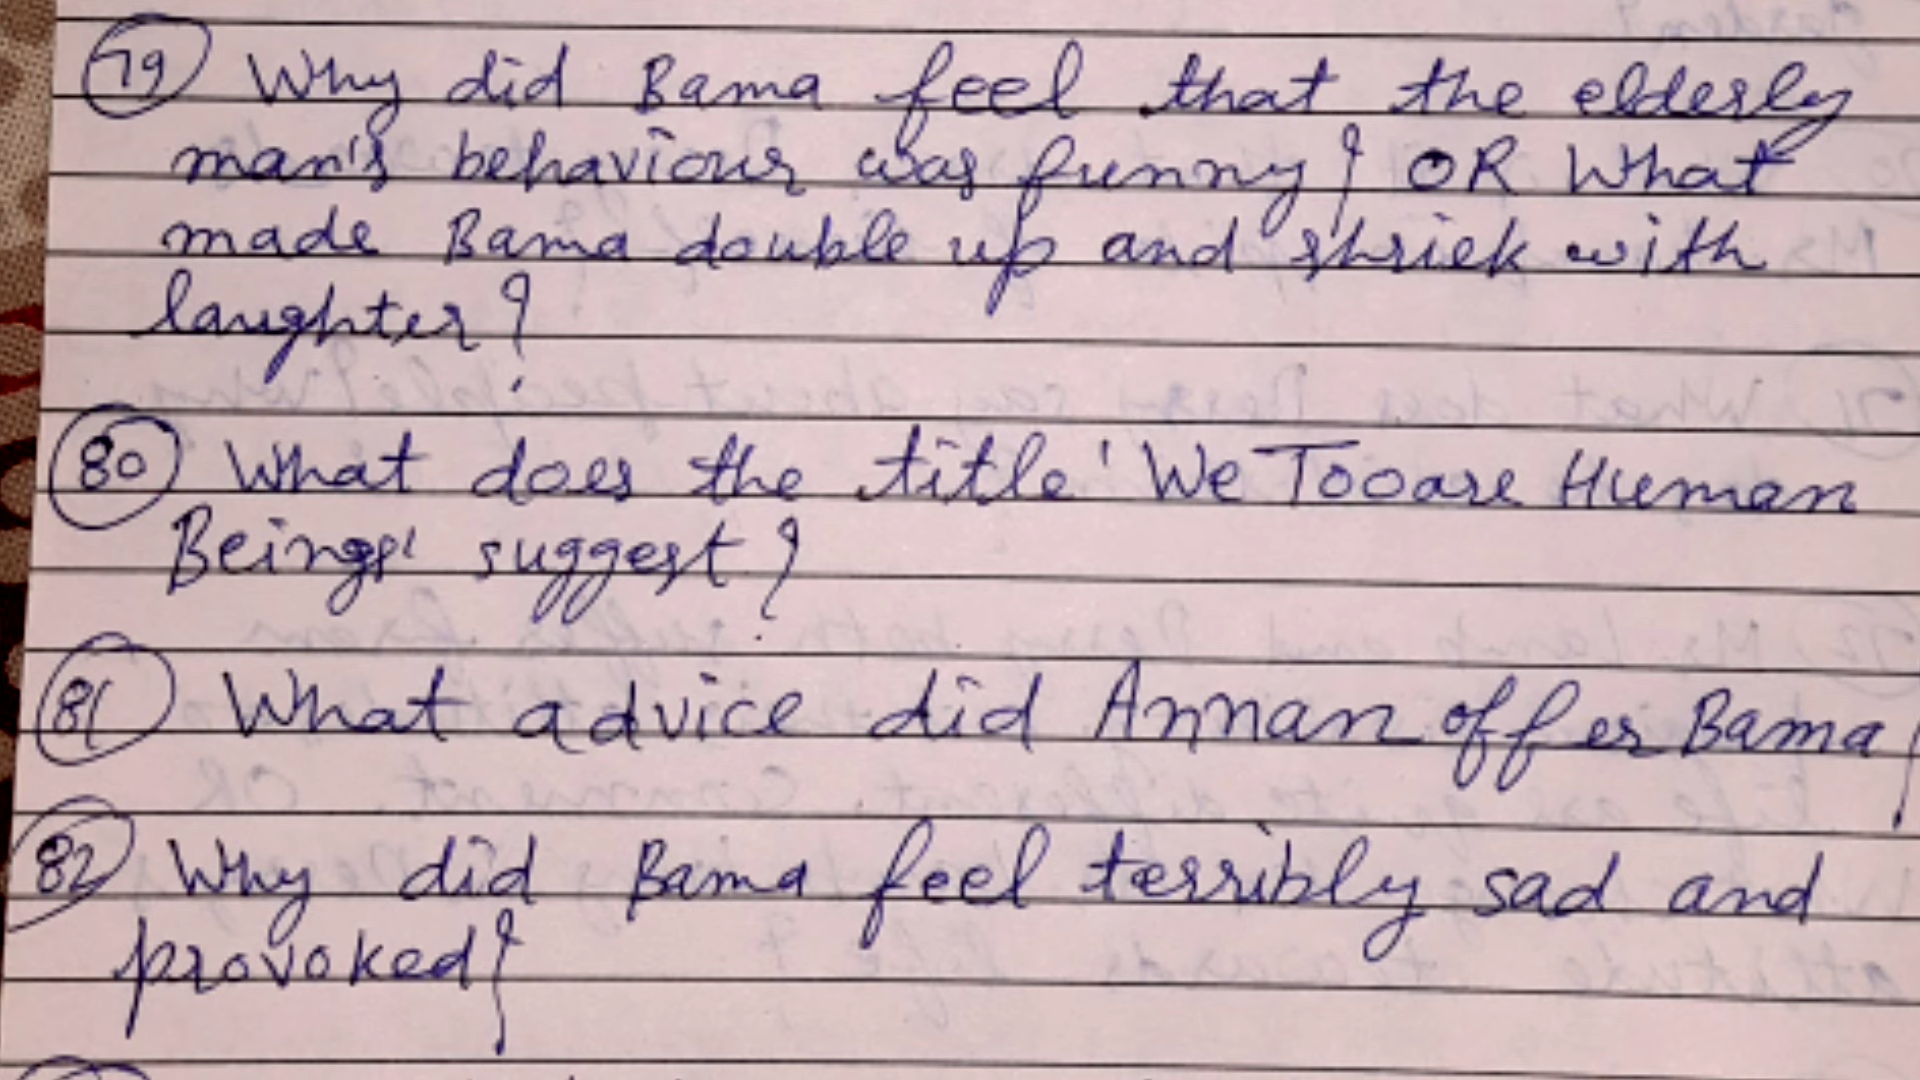 79 Why did Bama feel that the elderly
man's behaviour was funny? OR What
made Bama double up and shriek with
laughter?
80 What does the title 'We Too are Human
Beings' suggest?
81 What advice did Annan offer Bama?
82 Why did Bama feel terribly sad and
provoked?